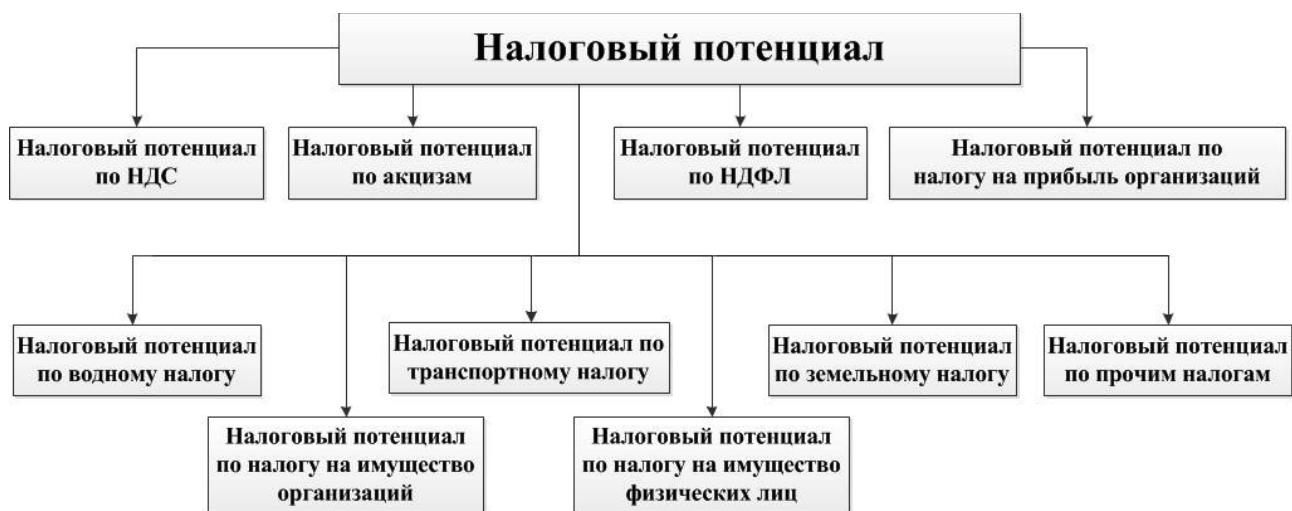 Налоговый потенциал
Налоговый потенциал
по НДС
Налоговый потенциал
по акцизам
Налоговый потенциал
по НДФЛ
Налоговый потенциал по
налогу на прибыль организаций
Налоговый потенциал
по водному налогу
Налоговый потенциал по
транспортному налогу
Налоговый потенциал
по земельному налогу
Налоговый потенциал
по прочим налогам
Налоговый потенциал
по налогу на имущество
организаций
Налоговый потенциал
по налогу на имущество
физических лиц